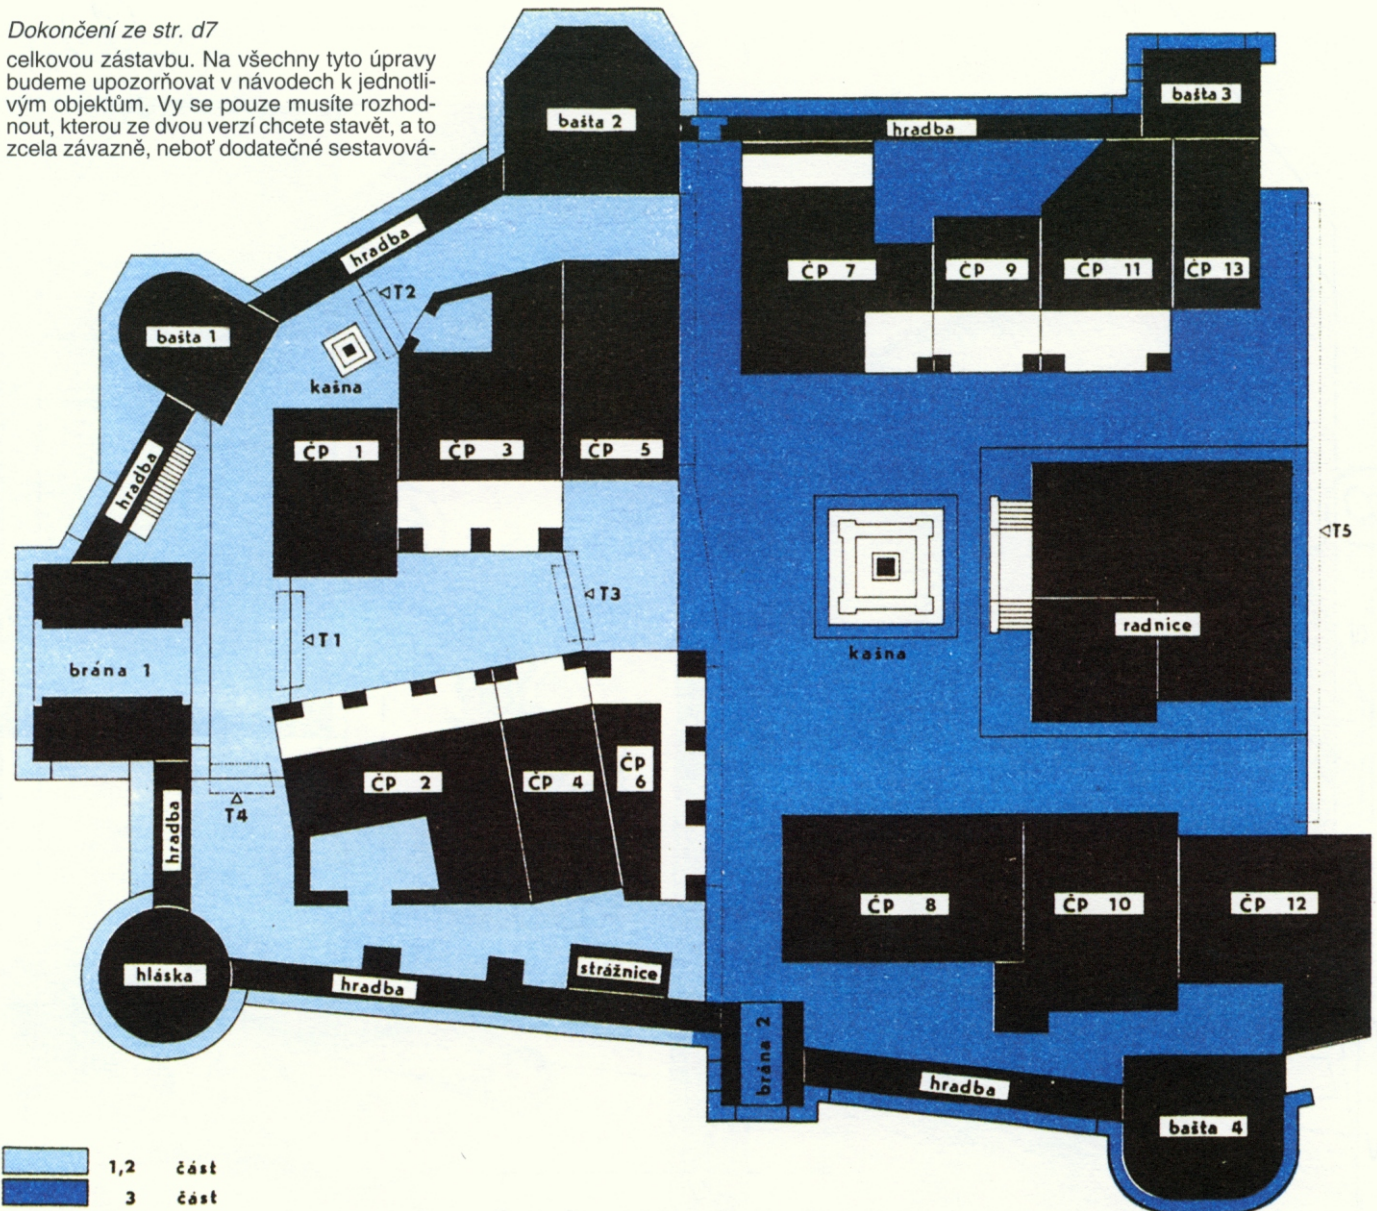 Dokončení ze str. d7
celkovou zástavbu. Na všechny tyto úpravy
budeme upozorňovat v návodech k jednotli-
vým objektům. Vy se pouze musíte rozhod-
nout, kterou ze dvou verzí chcete stavět, a to
zcela závazně, neboť dodatečné sestavová-
bašta 2
bašta 3
hradba
hradba
ČP 7
ČP 9
ČP 11
ČP 13
T2
bašta 1
kašna
ČP 1
ČP 3
ČP 5
hradba
T5
T3
T1
radnice
kašna
brána 1
ČP 2
ČP 4
ČP
6
T4
hradba
ČP 8
ČP 10
ČP 12
hláska
strážnice
hradba
brána 2
hradba
bašta 4
1,2 část
3 část